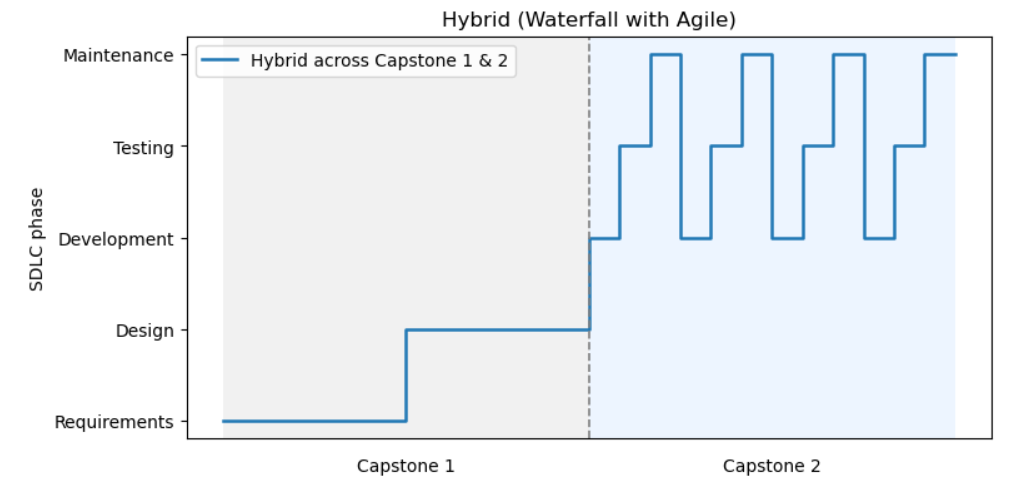 Hybrid (Waterfall with Agile)
Hybrid across Capstone 1 & 2
SDLC phase
Maintenance
Testing
Development
Design
Requirements
Capstone 1
Capstone 2